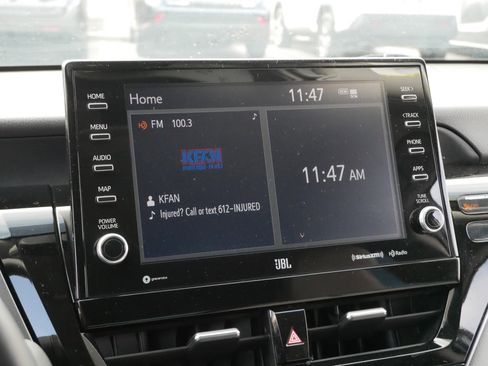 HOME
MENU
AUDIO
MAP
POWER
VOLUME
Home
11:47
FM 100.3
KFAN
KFAN
Injured? Call or text 612-INJURED
11:47 AM
SEEK >
< TRACK
PHONE
APPS
TUNE
SCROLL
JBL
SiriusXM
HD Radio